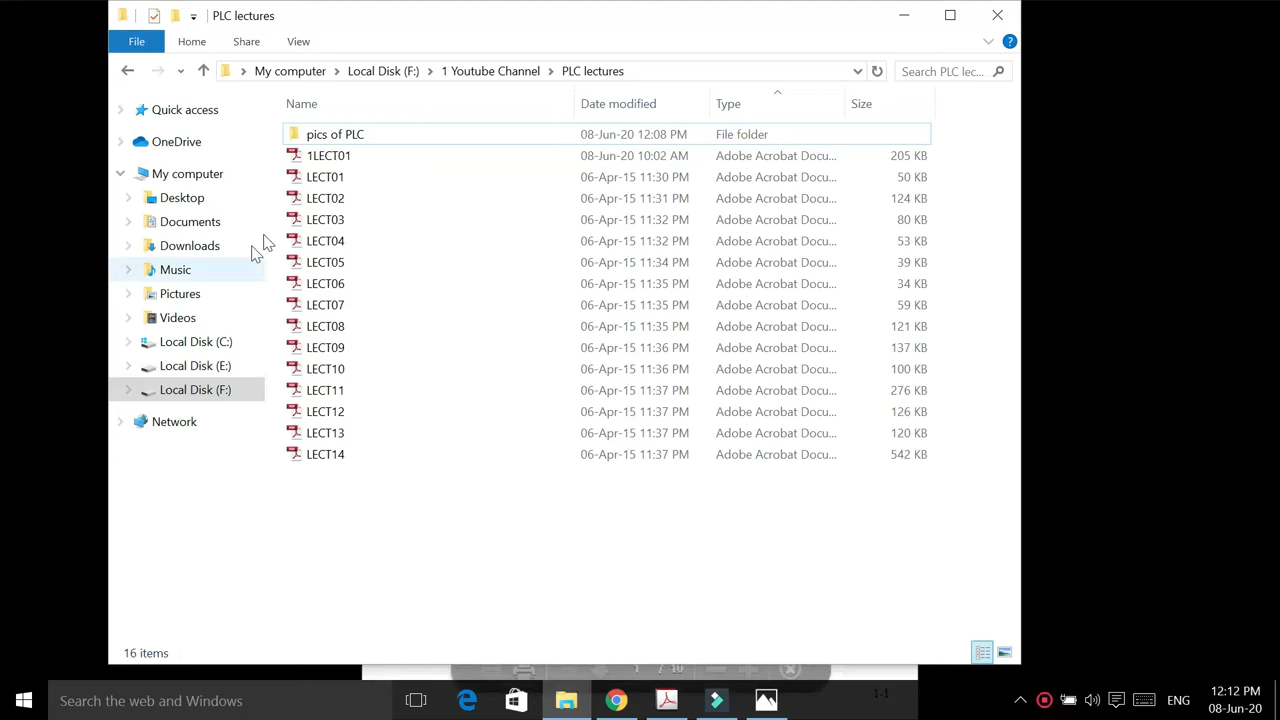 PLC lectures
File Home Share View
My computer Local Disk (F:) 1 Youtube Channel PLC lectures Search PLC lec...
Quick access
OneDrive
My computer
Desktop
Documents
Downloads
Music
Pictures
Videos
Local Disk (C:)
Local Disk (E:)
Local Disk (F:)
Network
Name Date modified Type Size
pics of PLC 08-Jun-20 12:08 PM File folder
1LECT01 08-Jun-20 10:02 AM Adobe Acrobat Docu... 205 KB
LECT01 06-Apr-15 11:30 PM Adobe Acrobat Docu... 50 KB
LECT02 06-Apr-15 11:31 PM Adobe Acrobat Docu... 124 KB
LECT03 06-Apr-15 11:32 PM Adobe Acrobat Docu... 80 KB
LECT04 06-Apr-15 11:32 PM Adobe Acrobat Docu... 53 KB
LECT05 06-Apr-15 11:34 PM Adobe Acrobat Docu... 39 KB
LECT06 06-Apr-15 11:35 PM Adobe Acrobat Docu... 34 KB
LECT07 06-Apr-15 11:35 PM Adobe Acrobat Docu... 59 KB
LECT08 06-Apr-15 11:35 PM Adobe Acrobat Docu... 121 KB
LECT09 06-Apr-15 11:36 PM Adobe Acrobat Docu... 137 KB
LECT10 06-Apr-15 11:36 PM Adobe Acrobat Docu... 100 KB
LECT11 06-Apr-15 11:37 PM Adobe Acrobat Docu... 276 KB
LECT12 06-Apr-15 11:37 PM Adobe Acrobat Docu... 126 KB
LECT13 06-Apr-15 11:37 PM Adobe Acrobat Docu... 120 KB
LECT14 06-Apr-15 11:37 PM Adobe Acrobat Docu... 542 KB
16 items
Search the web and Windows
1-1
ENG
12:12 PM
08-Jun-20